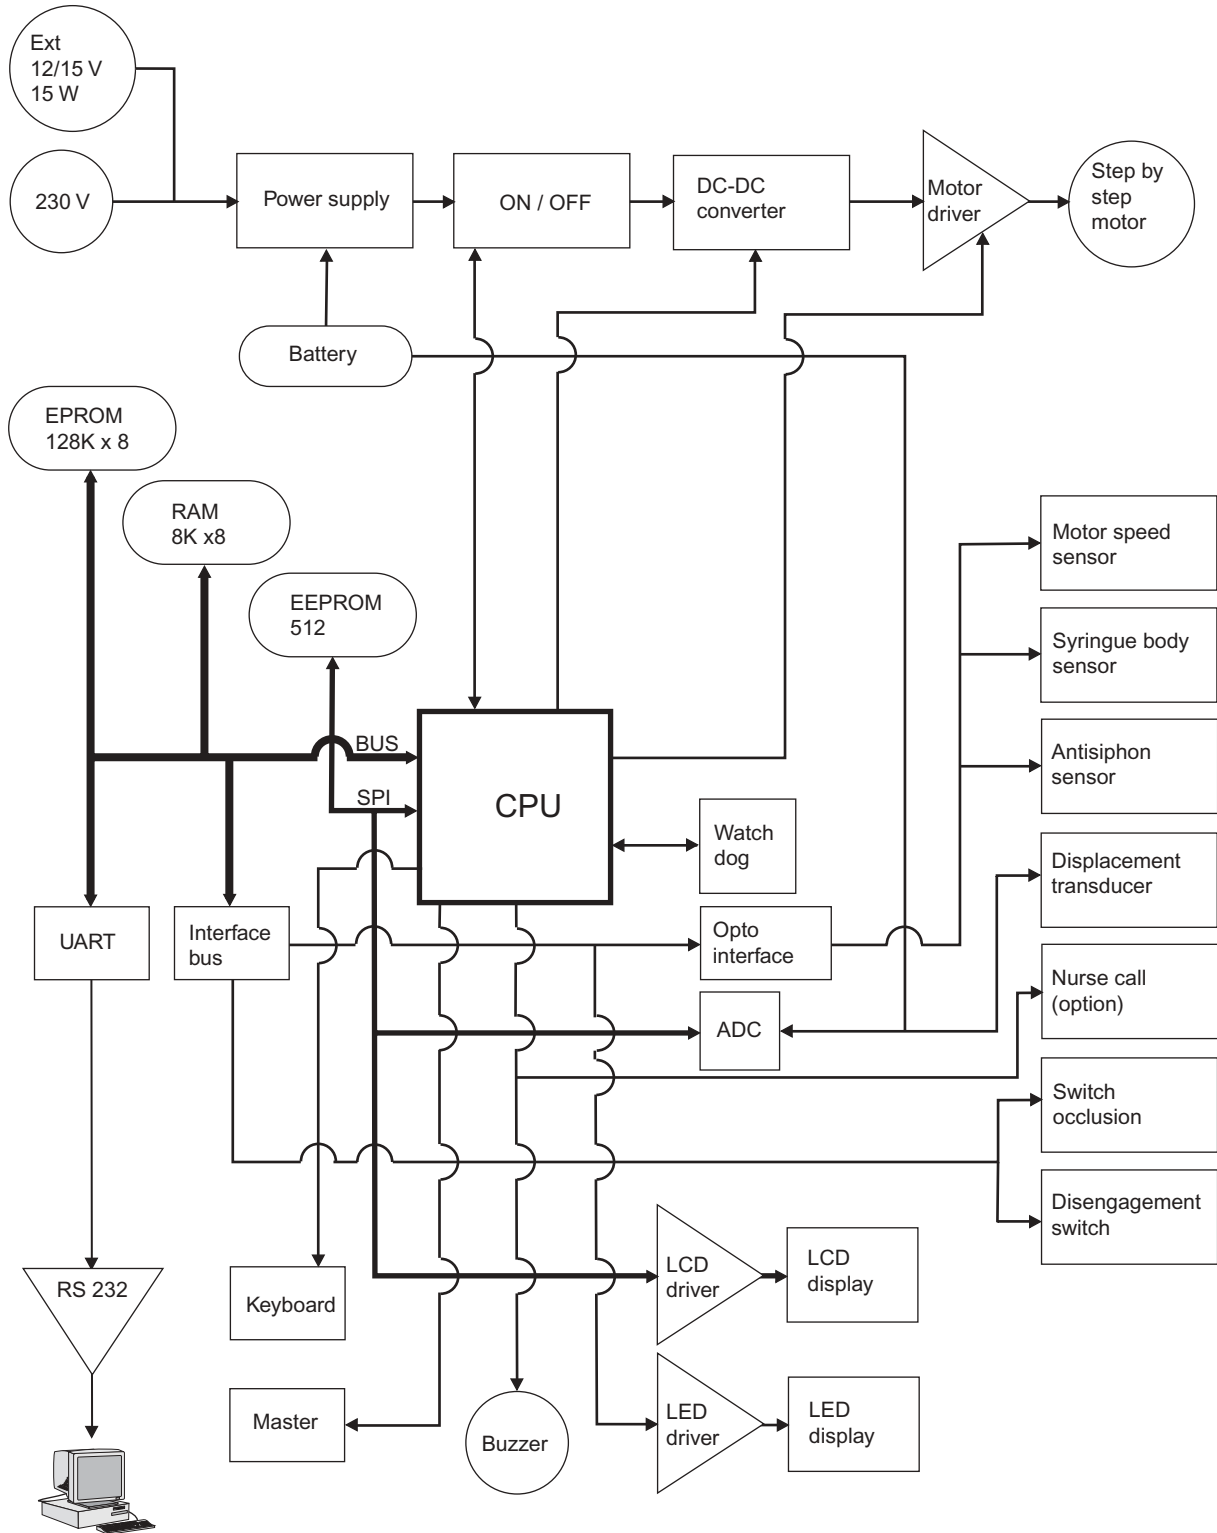 Ext
12/15 V
15 W
230 V
Power supply
ON / OFF
DC-DC
converter
Motor
driver
Step by
step
motor
Battery
EPROM
128K x 8
RAM
8K x8
EEPROM
512
Motor speed
sensor
Syringue body
sensor
Antisiphon
sensor
BUS
SPI
CPU
Watch
dog
Displacement
transducer
UART
Interface
bus
Opto
interface
Nurse call
(option)
ADC
Switch
occlusion
Disengagement
switch
RS 232
Keyboard
LCD
driver
LCD
display
Master
Buzzer
LED
driver
LED
display